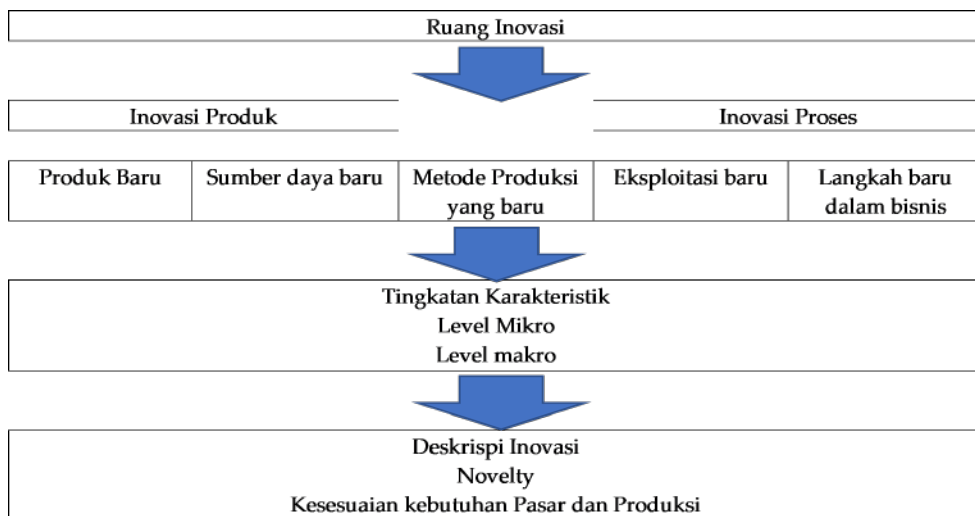 Ruang Inovasi
Inovasi Produk
Inovasi Proses
Produk Baru
Sumber daya baru
Metode Produksi
yang baru
Eksploitasi baru
Langkah baru
dalam bisnis
Tingkatan Karakteristik
Level Mikro
Level makro
Deskrispi Inovasi
Novelty
Kesesuaian kebutuhan Pasar dan Produksi